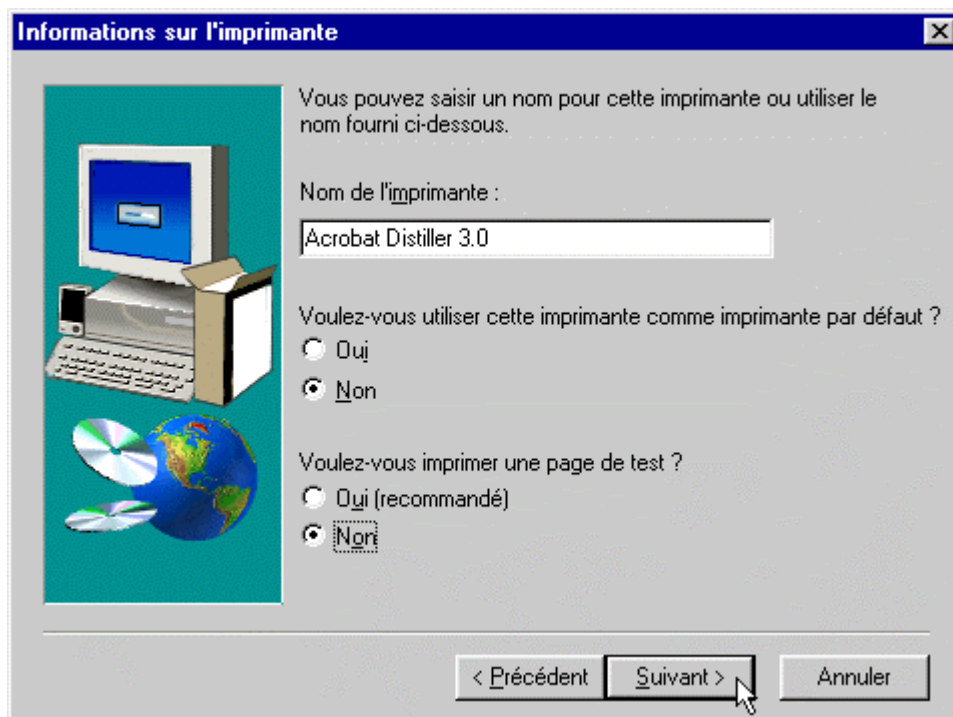 Informations sur l'imprimante
Vous pouvez saisir un nom pour cette imprimante ou utiliser le
nom fourni ci-dessous.
Nom de l'imprimante :
Acrobat Distiller 3.0
Voulez-vous utiliser cette imprimante comme imprimante par défaut ?
Oui
Non
Voulez-vous imprimer une page de test ?
Oui (recommandé)
Non
< Précédent Suivant > Annuler